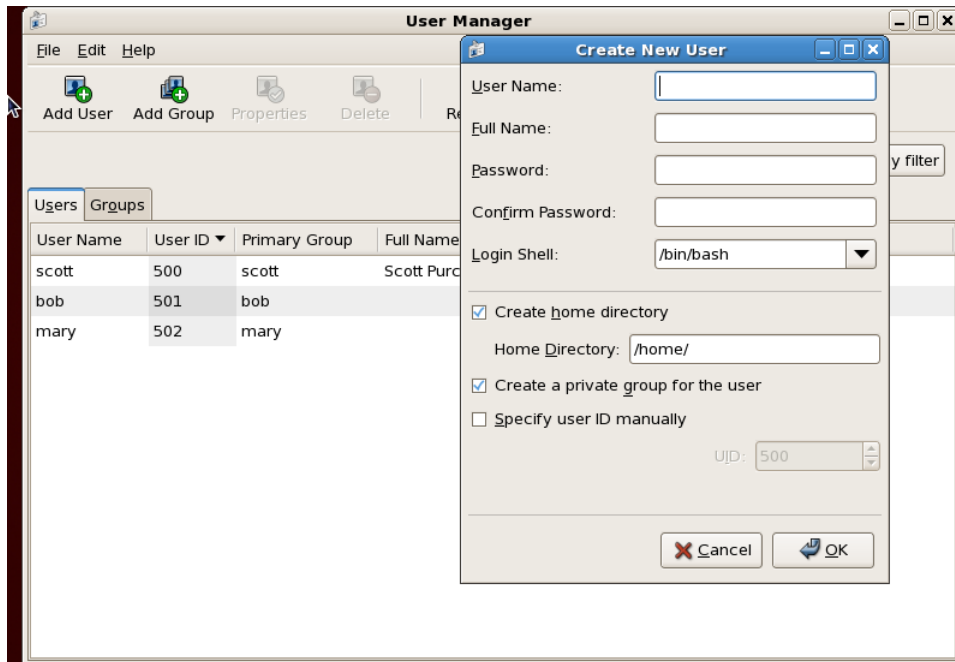 User Manager
File Edit Help
Add User Add Group Properties Delete Re
y filter
Users Groups
User Name User ID Primary Group Full Name
scott 500 scott Scott Purc
bob 501 bob
mary 502 mary
Create New User
User Name:
Full Name:
Password:
Confirm Password:
Login Shell: /bin/bash
Create home directory
Home Directory: /home/
Create a private group for the user
Specify user ID manually
UID: 500
Cancel OK